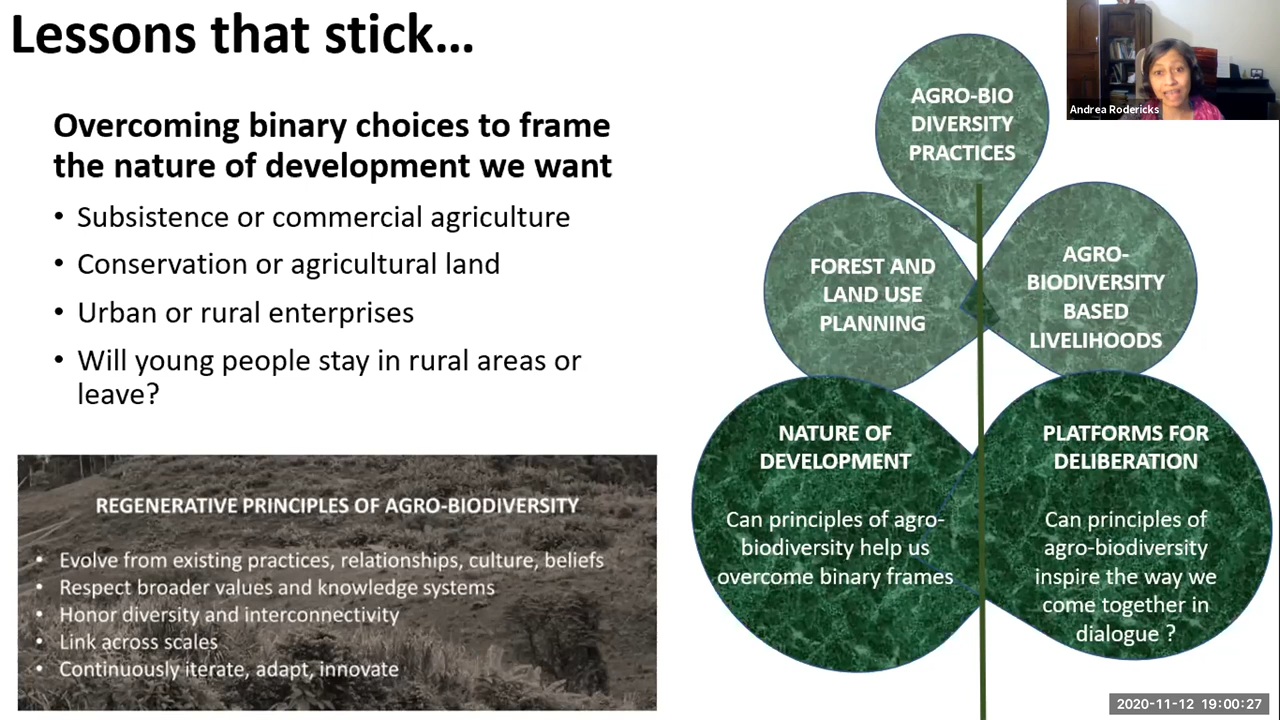 Lessons that stick...
Overcoming binary choices to frame
the nature of development we want
• Subsistence or commercial agriculture
• Conservation or agricultural land
• Urban or rural enterprises
• Will young people stay in rural areas or
leave?
REGENERATIVE PRINCIPLES OF AGRO-BIODIVERSITY
• Evolve from existing practices, relationships, culture, beliefs
• Respect broader values and knowledge systems
• Honor diversity and interconnectivity
• Link across scales
• Continuously iterate, adapt, innovate
AGRO-BIO
DIVERSITY
PRACTICES
FOREST AND
LAND USE
PLANNING
AGRO-
BIODIVERSITY
BASED
LIVELIHOODS
NATURE OF
DEVELOPMENT
Can principles of agro-
biodiversity help us
overcome binary frames
PLATFORMS FOR
DELIBERATION
Can principles of
agro-biodiversity
inspire the way we
come together in
dialogue ?
Andrea Rodericks
2020-11-12 19:00:27